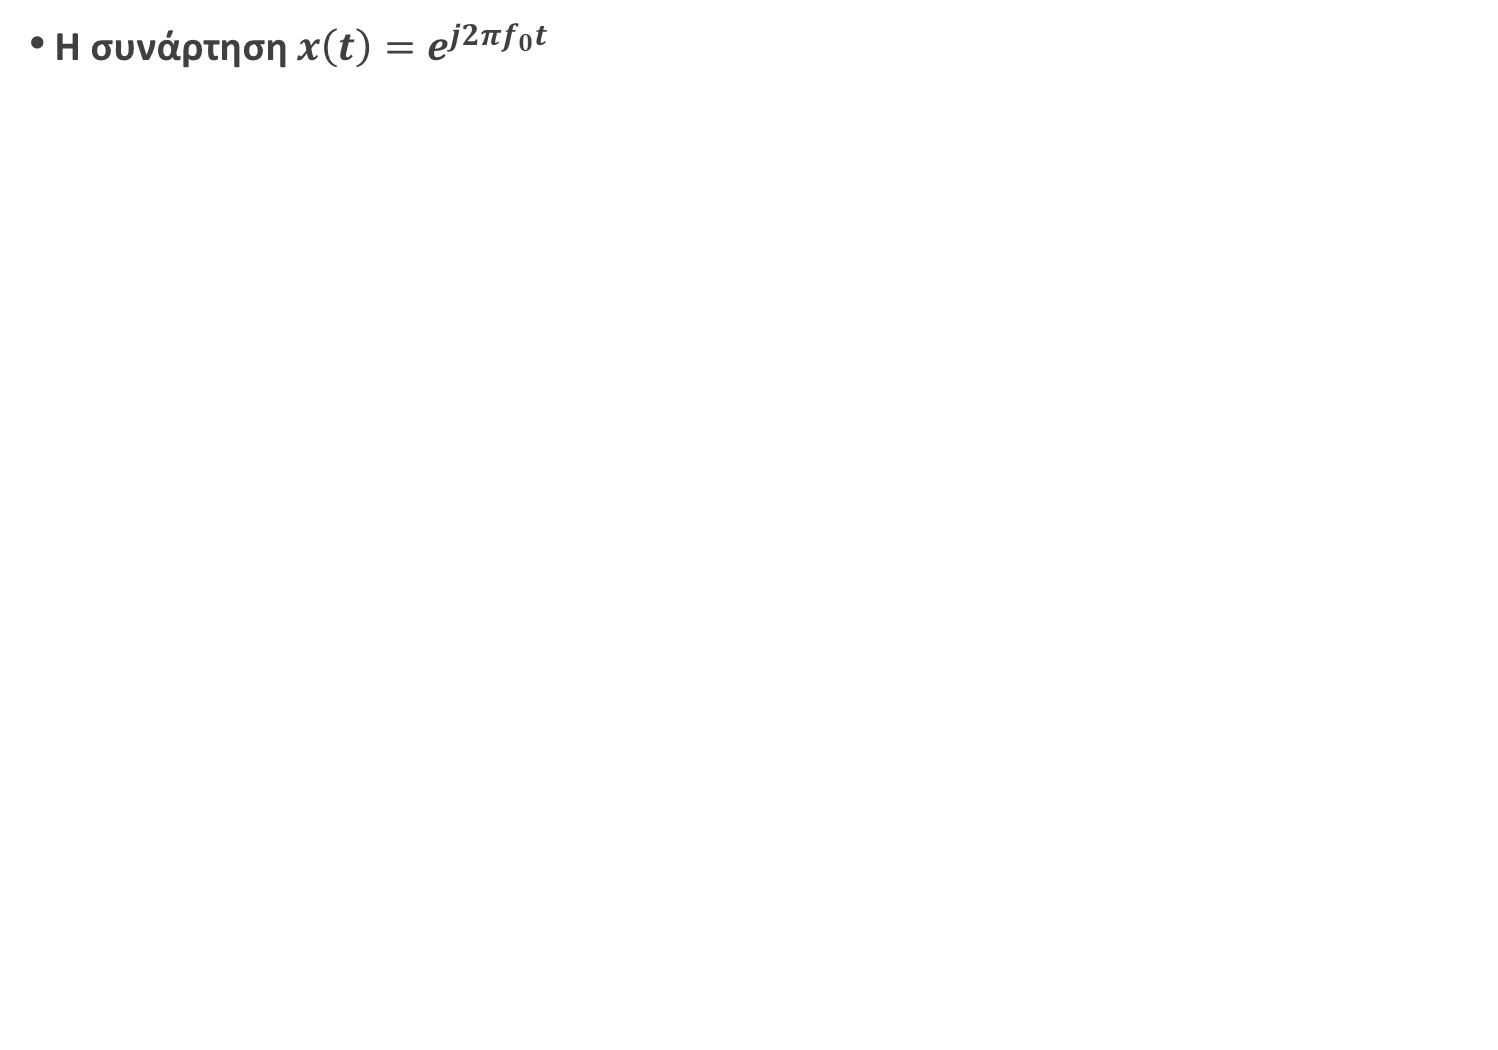 • Η συνάρτηση x(t) = e^{j2πf_0t}